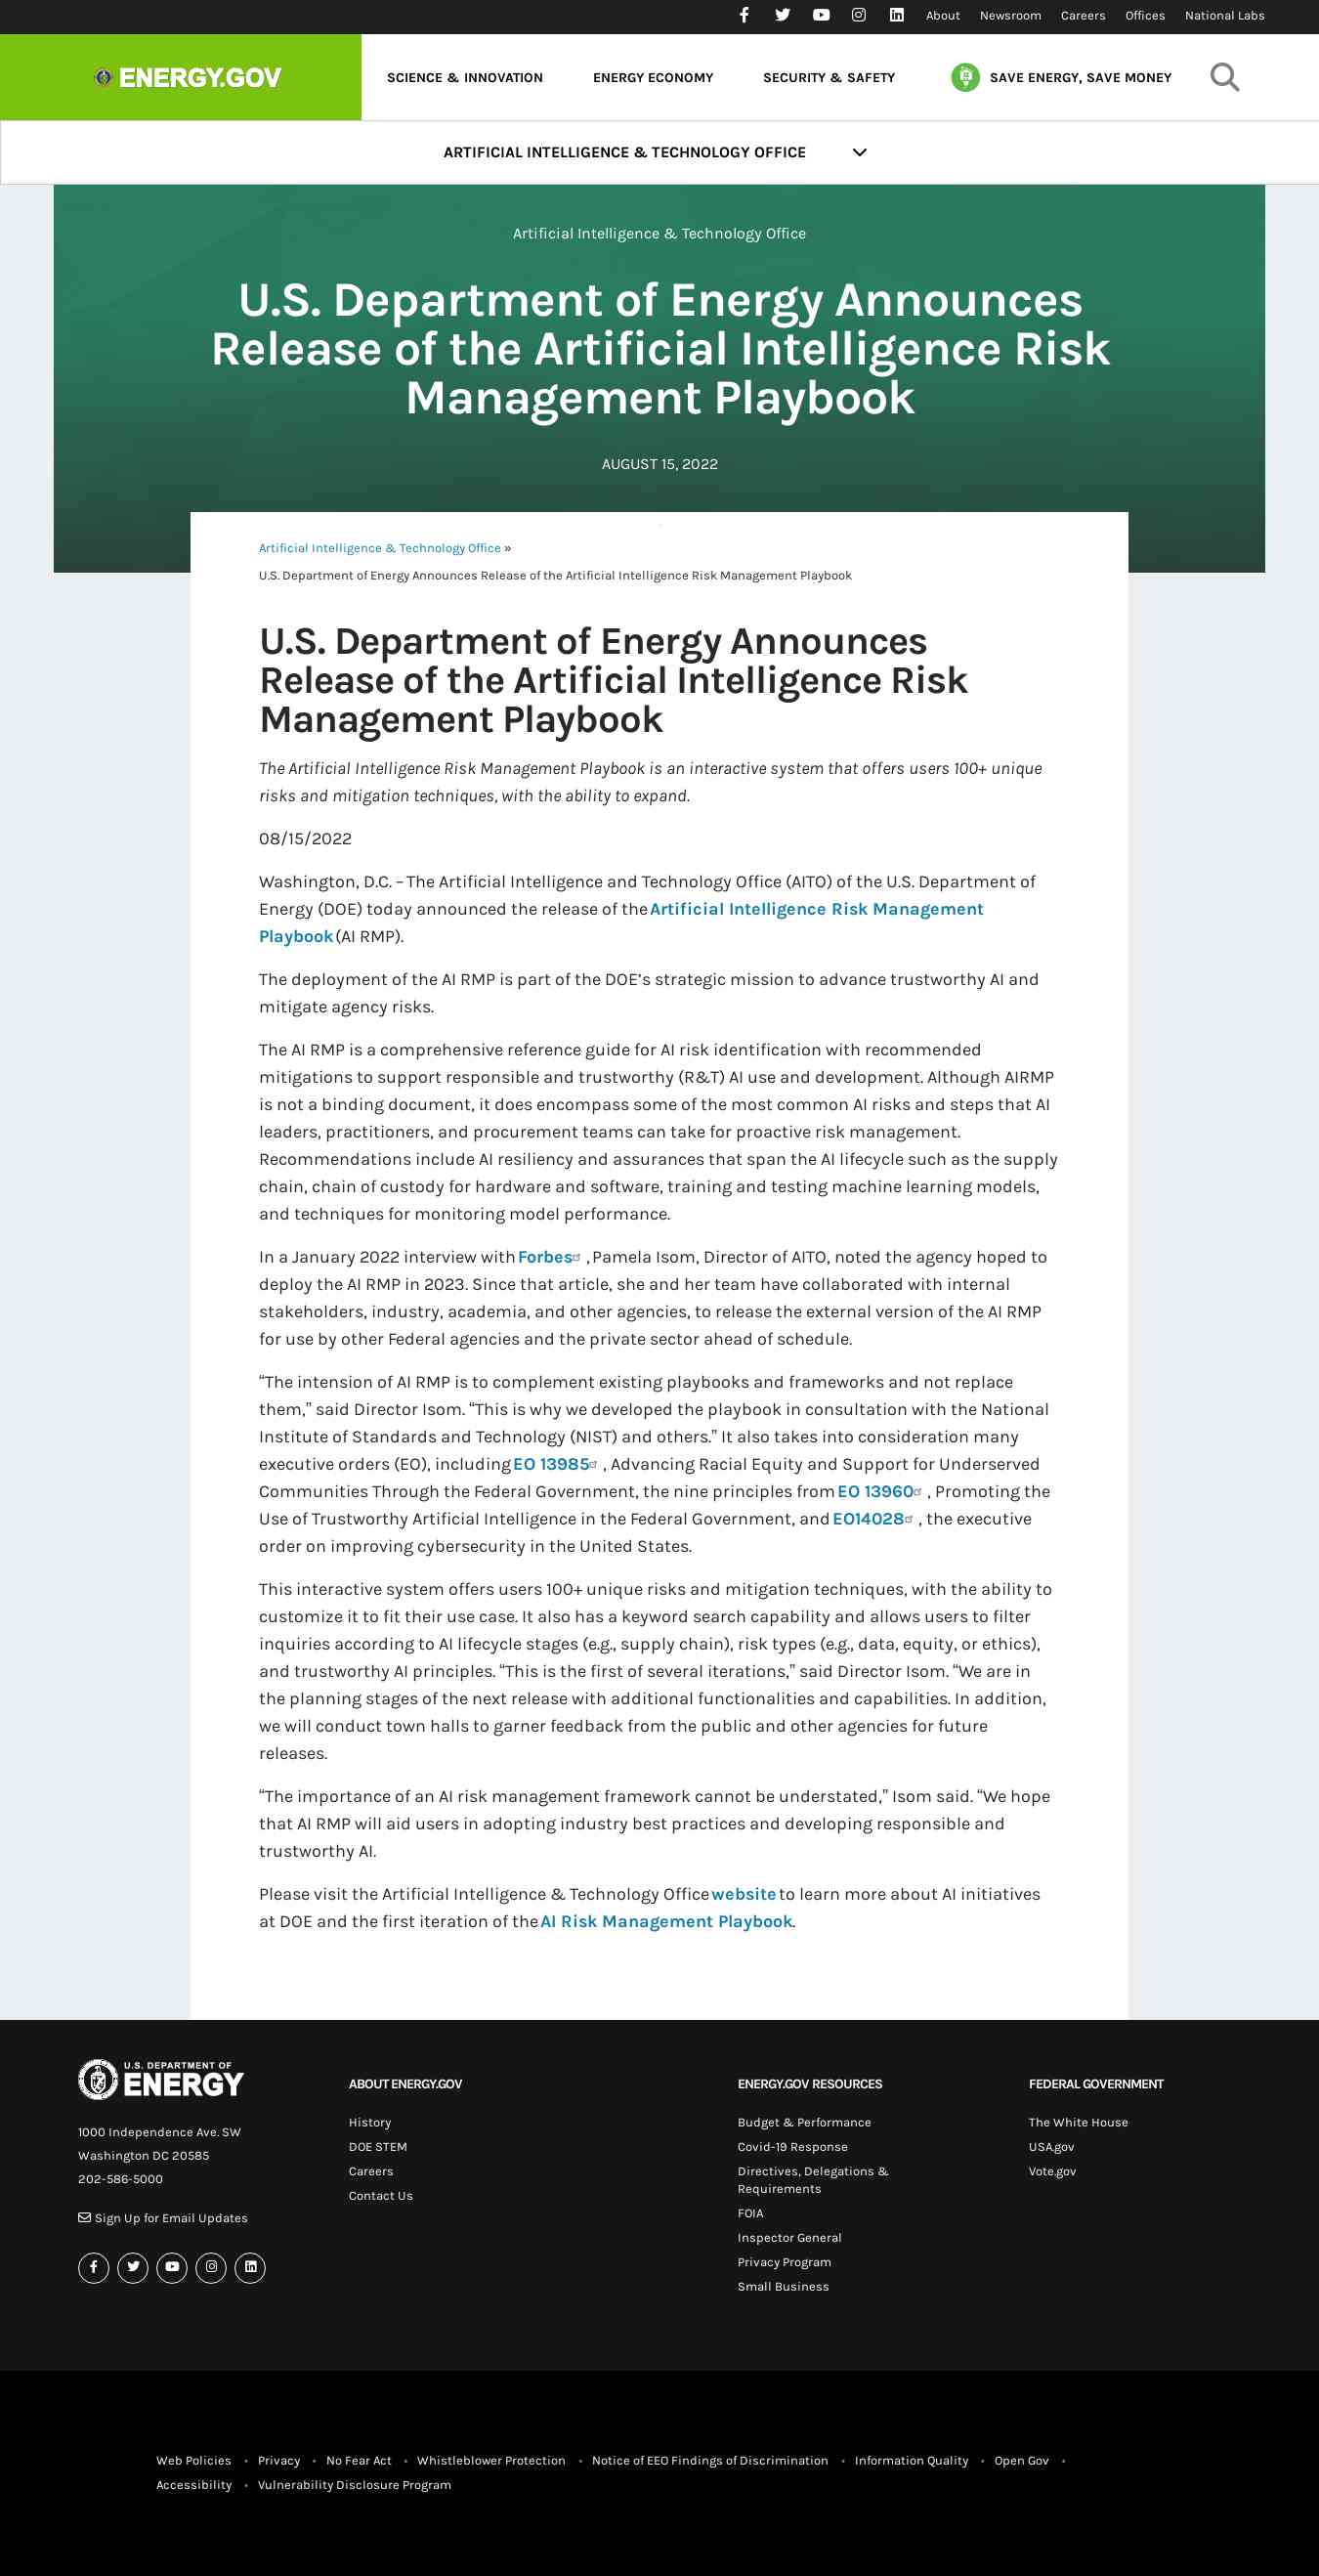 About Newsroom Careers Offices National Labs
ENERGY.GOV
SCIENCE & INNOVATION ENERGY ECONOMY SECURITY & SAFETY SAVE ENERGY, SAVE MONEY
ARTIFICIAL INTELLIGENCE & TECHNOLOGY OFFICE
Artificial Intelligence & Technology Office
U.S. Department of Energy Announces
Release of the Artificial Intelligence Risk
Management Playbook
AUGUST 15, 2022
Artificial Intelligence & Technology Office »
U.S. Department of Energy Announces Release of the Artificial Intelligence Risk Management Playbook
U.S. Department of Energy Announces
Release of the Artificial Intelligence Risk
Management Playbook
The Artificial Intelligence Risk Management Playbook is an interactive system that offers users 100+ unique
risks and mitigation techniques, with the ability to expand.
08/15/2022
Washington, D.C. – The Artificial Intelligence and Technology Office (AITO) of the U.S. Department of
Energy (DOE) today announced the release of the Artificial Intelligence Risk Management
Playbook (AI RMP).
The deployment of the AI RMP is part of the DOE’s strategic mission to advance trustworthy AI and
mitigate agency risks.
The AI RMP is a comprehensive reference guide for AI risk identification with recommended
mitigations to support responsible and trustworthy (R&T) AI use and development. Although AIRMP
is not a binding document, it does encompass some of the most common AI risks and steps that AI
leaders, practitioners, and procurement teams can take for proactive risk management.
Recommendations include AI resiliency and assurances that span the AI lifecycle such as the supply
chain, chain of custody for hardware and software, training and testing machine learning models,
and techniques for monitoring model performance.
In a January 2022 interview with Forbes , Pamela Isom, Director of AITO, noted the agency hoped to
deploy the AI RMP in 2023. Since that article, she and her team have collaborated with internal
stakeholders, industry, academia, and other agencies, to release the external version of the AI RMP
for use by other Federal agencies and the private sector ahead of schedule.
“The intension of AI RMP is to complement existing playbooks and frameworks and not replace
them,” said Director Isom. “This is why we developed the playbook in consultation with the National
Institute of Standards and Technology (NIST) and others.” It also takes into consideration many
executive orders (EO), including EO 13985 , Advancing Racial Equity and Support for Underserved
Communities Through the Federal Government, the nine principles from EO 13960 , Promoting the
Use of Trustworthy Artificial Intelligence in the Federal Government, and EO14028 , the executive
order on improving cybersecurity in the United States.
This interactive system offers users 100+ unique risks and mitigation techniques, with the ability to
customize it to fit their use case. It also has a keyword search capability and allows users to filter
inquiries according to AI lifecycle stages (e.g., supply chain), risk types (e.g., data, equity, or ethics),
and trustworthy AI principles. “This is the first of several iterations,” said Director Isom. “We are in
the planning stages of the next release with additional functionalities and capabilities. In addition,
we will conduct town halls to garner feedback from the public and other agencies for future
releases.
“The importance of an AI risk management framework cannot be understated,” Isom said. “We hope
that AI RMP will aid users in adopting industry best practices and developing responsible and
trustworthy AI.
Please visit the Artificial Intelligence & Technology Office website to learn more about AI initiatives
at DOE and the first iteration of the AI Risk Management Playbook.
U.S. DEPARTMENT OF
ENERGY
1000 Independence Ave. SW
Washington DC 20585
202-586-5000
Sign Up for Email Updates
ABOUT ENERGY.GOV
History
DOE STEM
Careers
Contact Us
ENERGY.GOV RESOURCES
Budget & Performance
Covid-19 Response
Directives, Delegations &
Requirements
FOIA
Inspector General
Privacy Program
Small Business
FEDERAL GOVERNMENT
The White House
USA.gov
Vote.gov
Web Policies • Privacy • No Fear Act • Whistleblower Protection • Notice of EEO Findings of Discrimination • Information Quality • Open Gov •
Accessibility • Vulnerability Disclosure Program